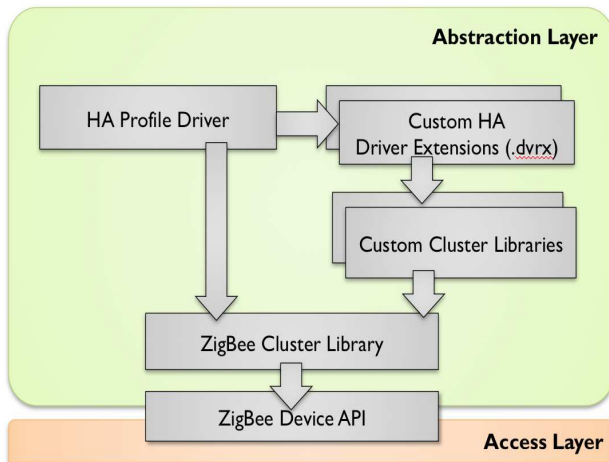 Abstraction Layer
HA Profile Driver
Custom HA
Driver Extensions (.dvrx)
Custom Cluster Libraries
ZigBee Cluster Library
ZigBee Device API
Access Layer